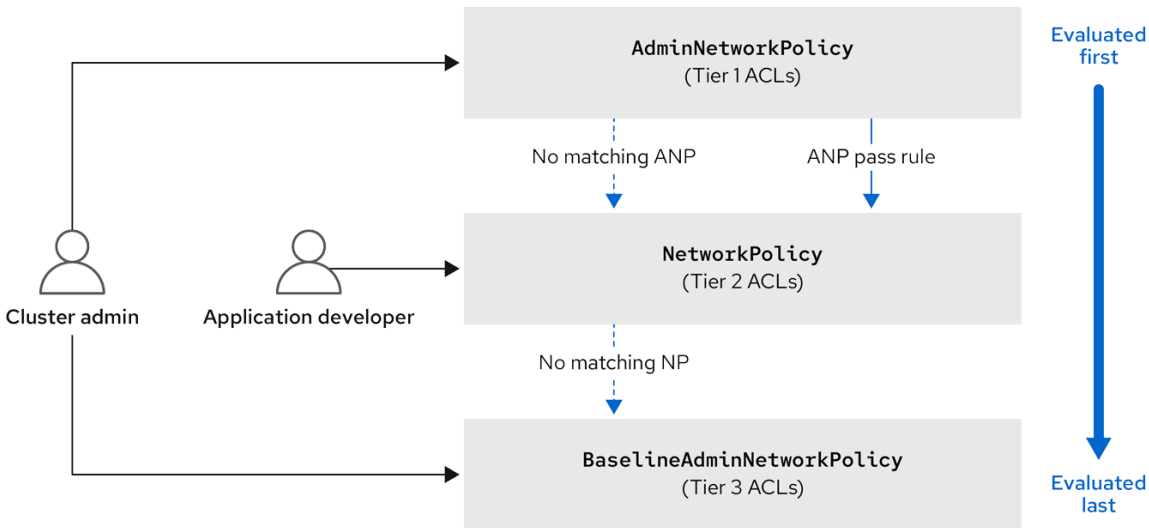 AdminNetworkPolicy
(Tier 1 ACLs)
Evaluated
first
No matching ANP
ANP pass rule
NetworkPolicy
(Tier 2 ACLs)
Cluster admin
Application developer
No matching NP
BaselineAdminNetworkPolicy
(Tier 3 ACLs)
Evaluated
last